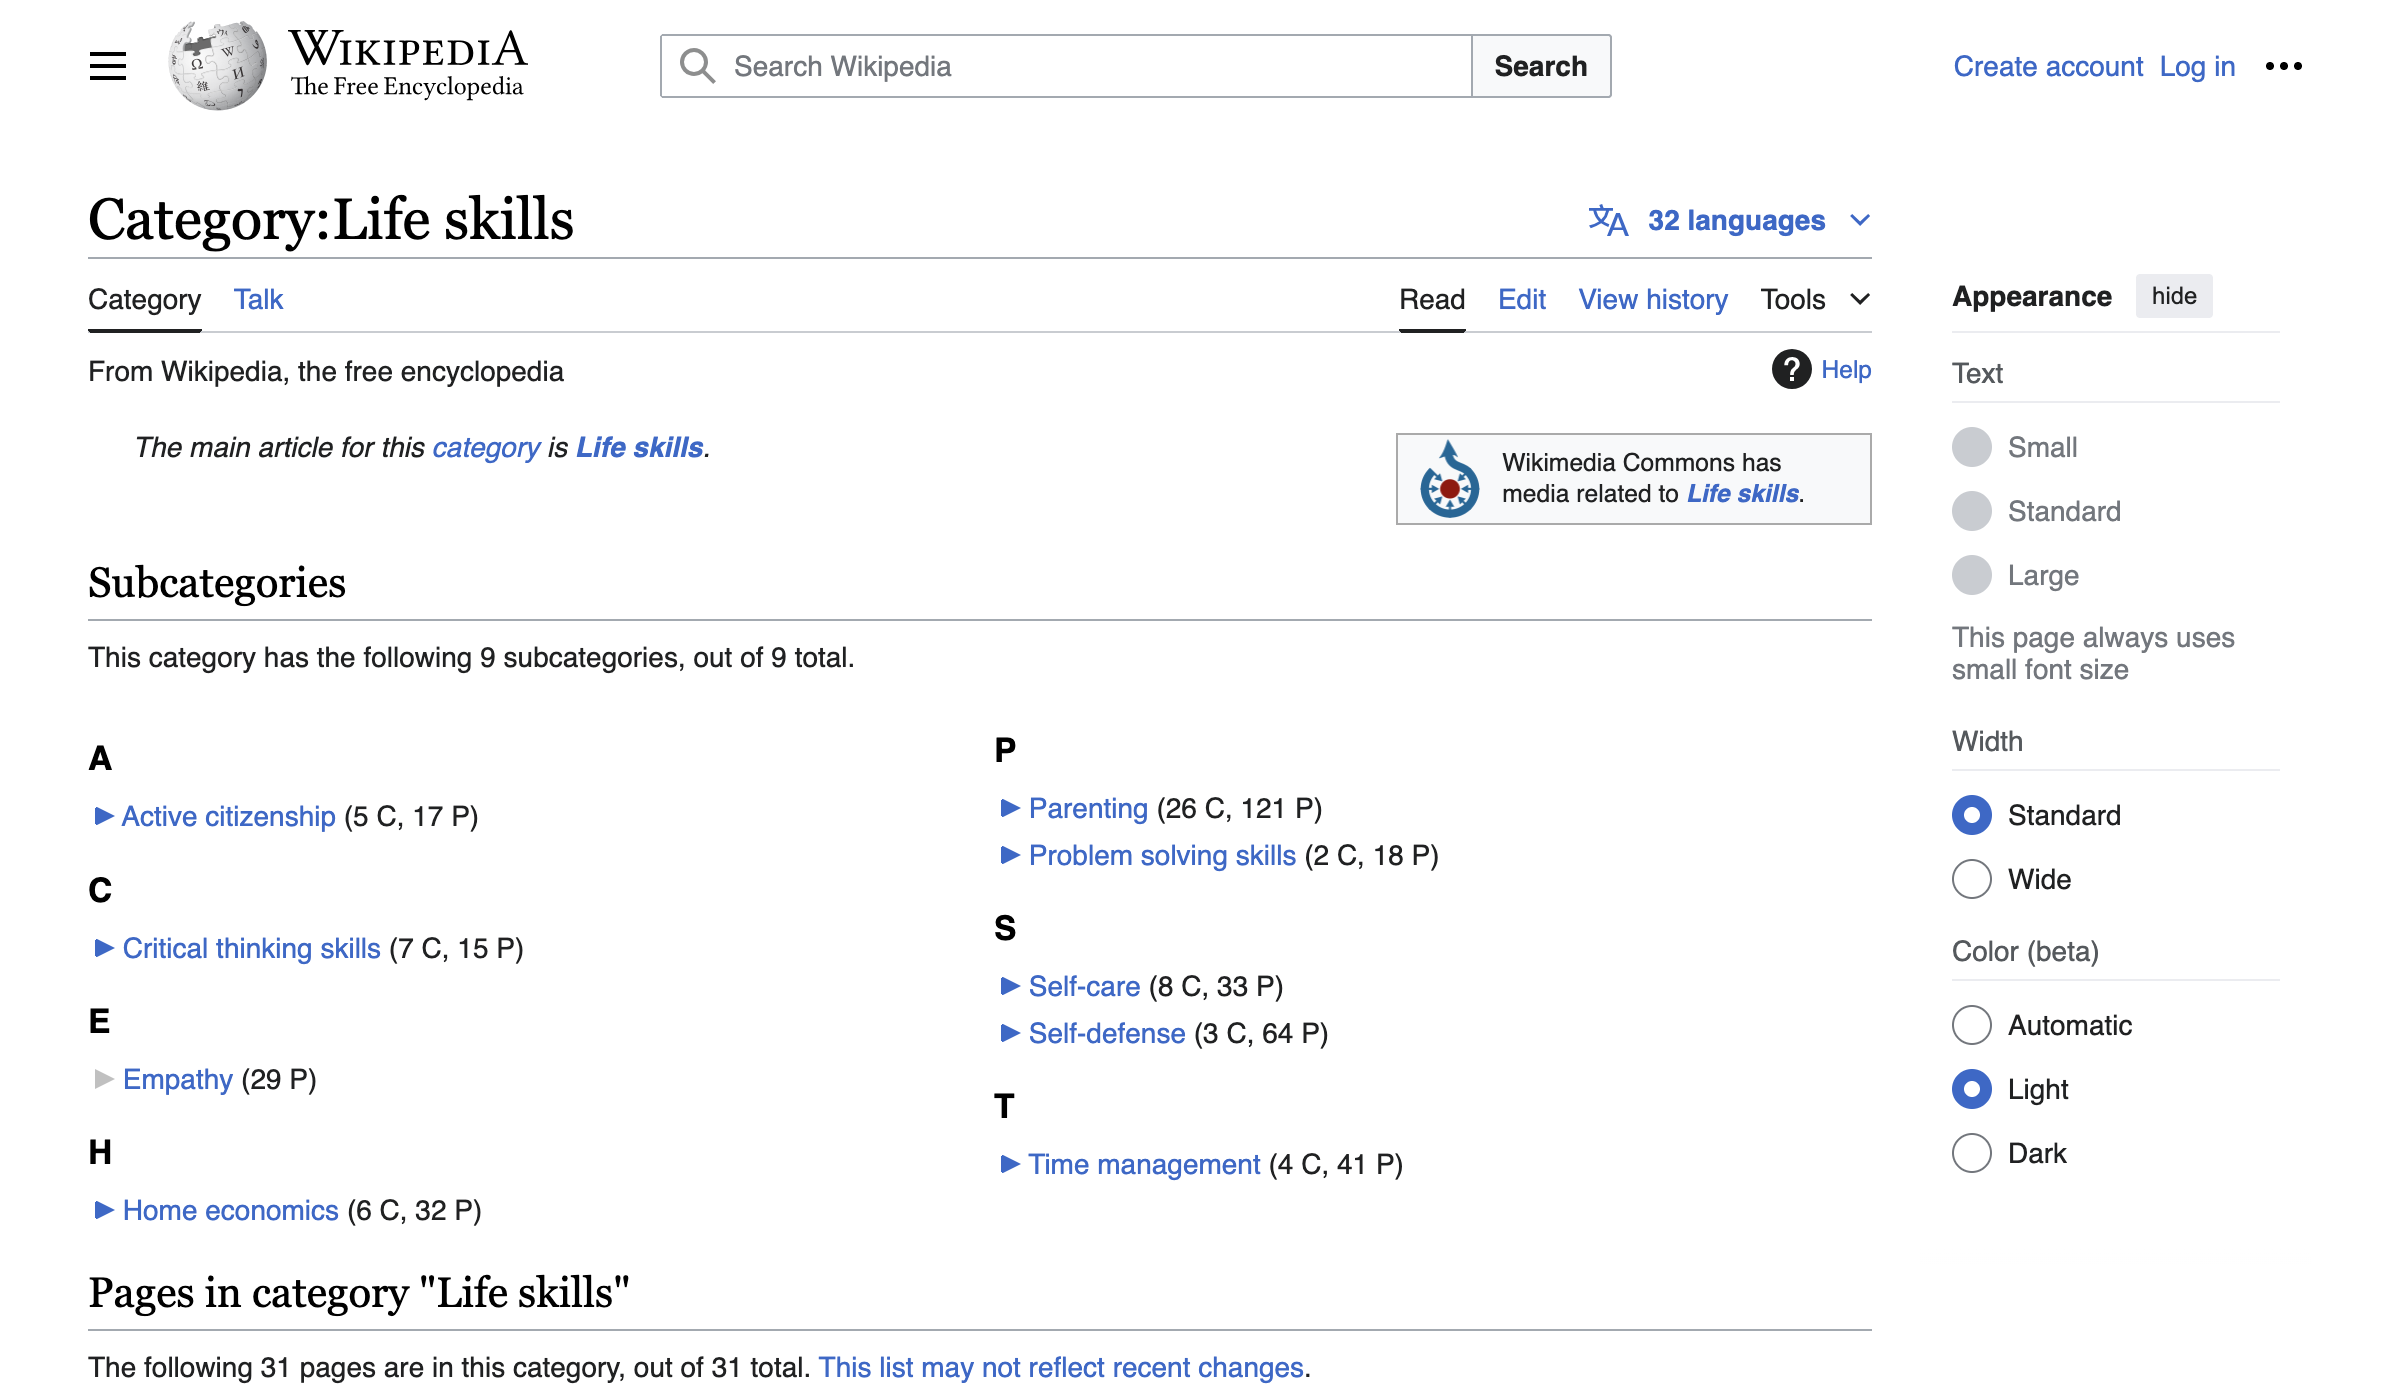 WIKIPEDIA
The Free Encyclopedia
Search Wikipedia
Search
Create account
Log in
Category:Life skills
32 languages
Category
Talk
Read
Edit
View history
Tools
From Wikipedia, the free encyclopedia
Help
The main article for this category is Life skills.
Wikimedia Commons has
media related to Life skills.
Subcategories
This category has the following 9 subcategories, out of 9 total.
A
Active citizenship (5 C, 17 P)
C
Critical thinking skills (7 C, 15 P)
E
Empathy (29 P)
H
Home economics (6 C, 32 P)
P
Parenting (26 C, 121 P)
Problem solving skills (2 C, 18 P)
S
Self-care (8 C, 33 P)
Self-defense (3 C, 64 P)
T
Time management (4 C, 41 P)
Pages in category "Life skills"
The following 31 pages are in this category, out of 31 total. This list may not reflect recent changes.
Appearance
hide
Text
Small
Standard
Large
This page always uses
small font size
Width
Standard
Wide
Color (beta)
Automatic
Light
Dark